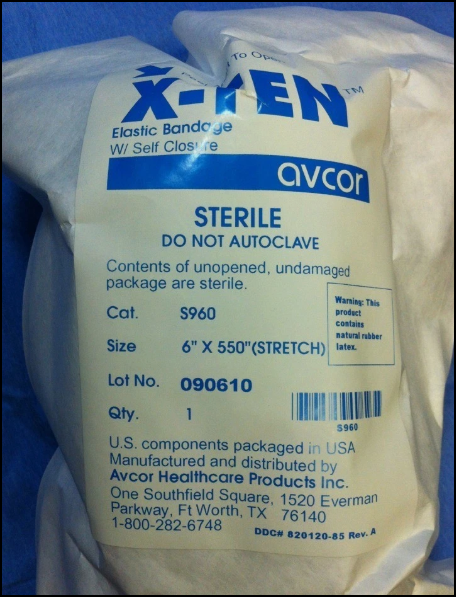 To Op
X-TEN™
Elastic Bandage
W/ Self Closure
avcor
STERILE
DO NOT AUTOCLAVE
Contents of unopened, undamaged
package are sterile.
Cat. S960
Size 6" X 550"(STRETCH)
Lot No. 090610
Qty. 1
Warning: This
product
contains
natural rubber
latex.
S960
U.S. components packaged in USA
Manufactured and distributed by
Avcor Healthcare Products Inc.
One Southfield Square, 1520 Everman
Parkway, Ft Worth, TX 76140
1-800-282-6748
DDC# 820120-85 Rev. A